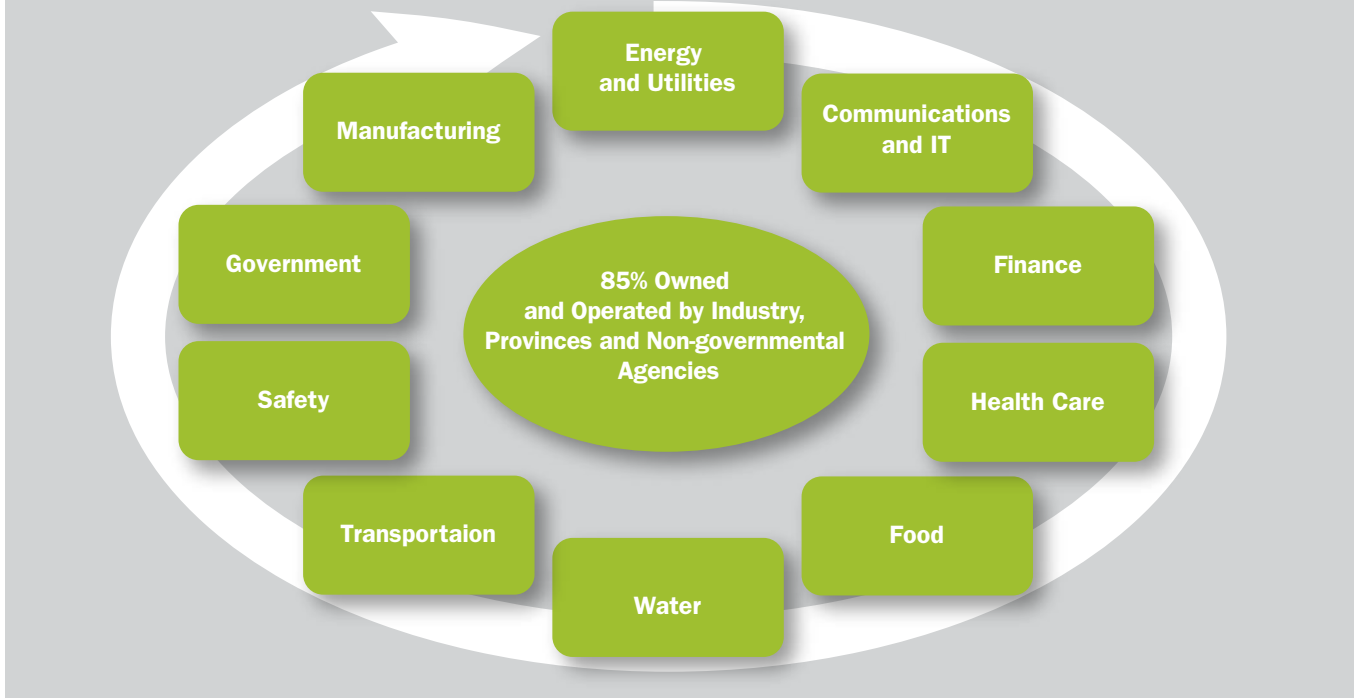 Energy
and Utilities
Communications
and IT
Finance
Health Care
Food
Water
Transportaion
Safety
Government
Manufacturing
85% Owned
and Operated by Industry,
Provinces and Non-governmental
Agencies